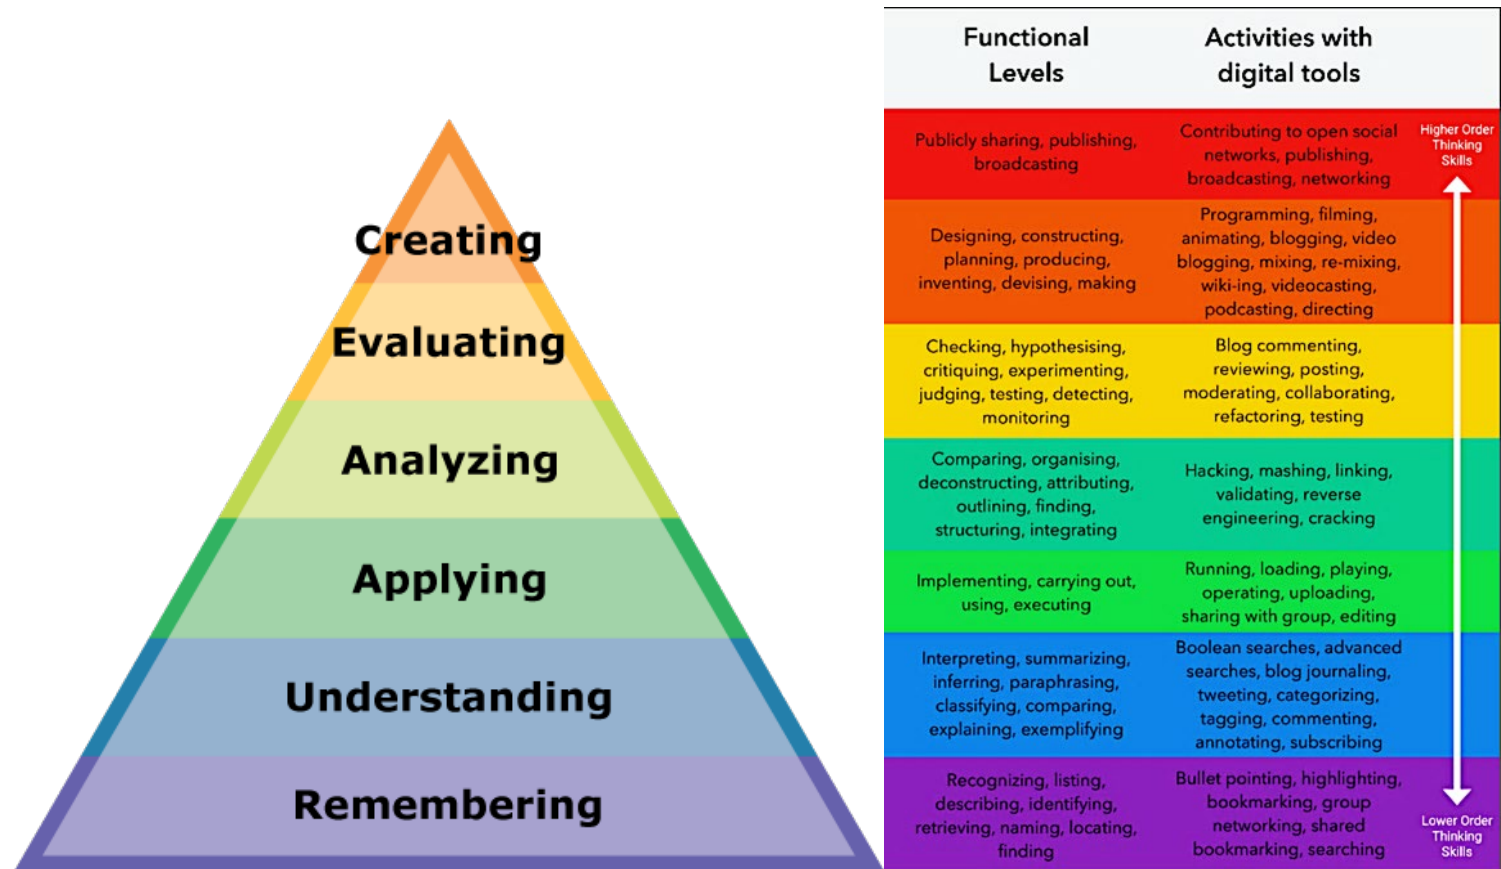 Creating
Evaluating
Analyzing
Applying
Understanding
Remembering
Functional
Levels
Activities with
digital tools
Publicly sharing, publishing,
broadcasting
Contributing to open social
networks, publishing,
broadcasting, networking
Higher Order
Thinking
Skills
Designing, constructing,
planning, producing,
inventing, devising, making
Programming, filming,
animating, blogging, video
blogging, mixing, re-mixing,
wiki-ing, videocasting,
podcasting, directing
Checking, hypothesising,
critiquing, experimenting,
judging, testing, detecting,
monitoring
Blog commenting,
reviewing, posting,
moderating, collaborating,
refactoring, testing
Comparing, organising,
deconstructing, attributing,
outlining, finding,
structuring, integrating
Hacking, mashing, linking,
validating, reverse
engineering, cracking
Implementing, carrying out,
using, executing
Running, loading, playing,
operating, uploading,
sharing with group, editing
Interpreting, summarizing,
inferring, paraphrasing,
classifying, comparing,
explaining, exemplifying
Boolean searches, advanced
searches, blog journaling,
tweeting, categorizing,
tagging, commenting,
annotating, subscribing
Recognizing, listing,
describing, identifying,
retrieving, naming, locating,
finding
Bullet pointing, highlighting,
bookmarking, group
networking, shared
bookmarking, searching
Lower Order
Thinking
Skills